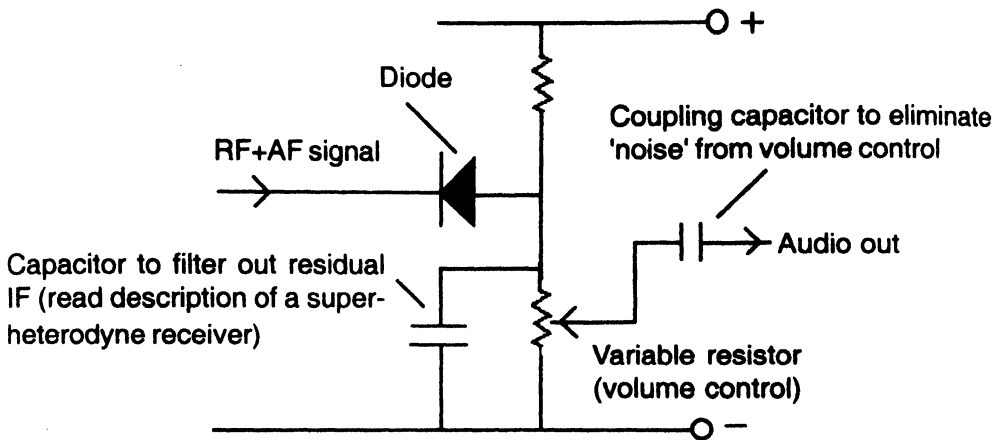 +
Diode
Coupling capacitor to eliminate
'noise' from volume control
RF+AF signal
Audio out
Capacitor to filter out residual
IF (read description of a super-
heterodyne receiver)
Variable resistor
(volume control)
−